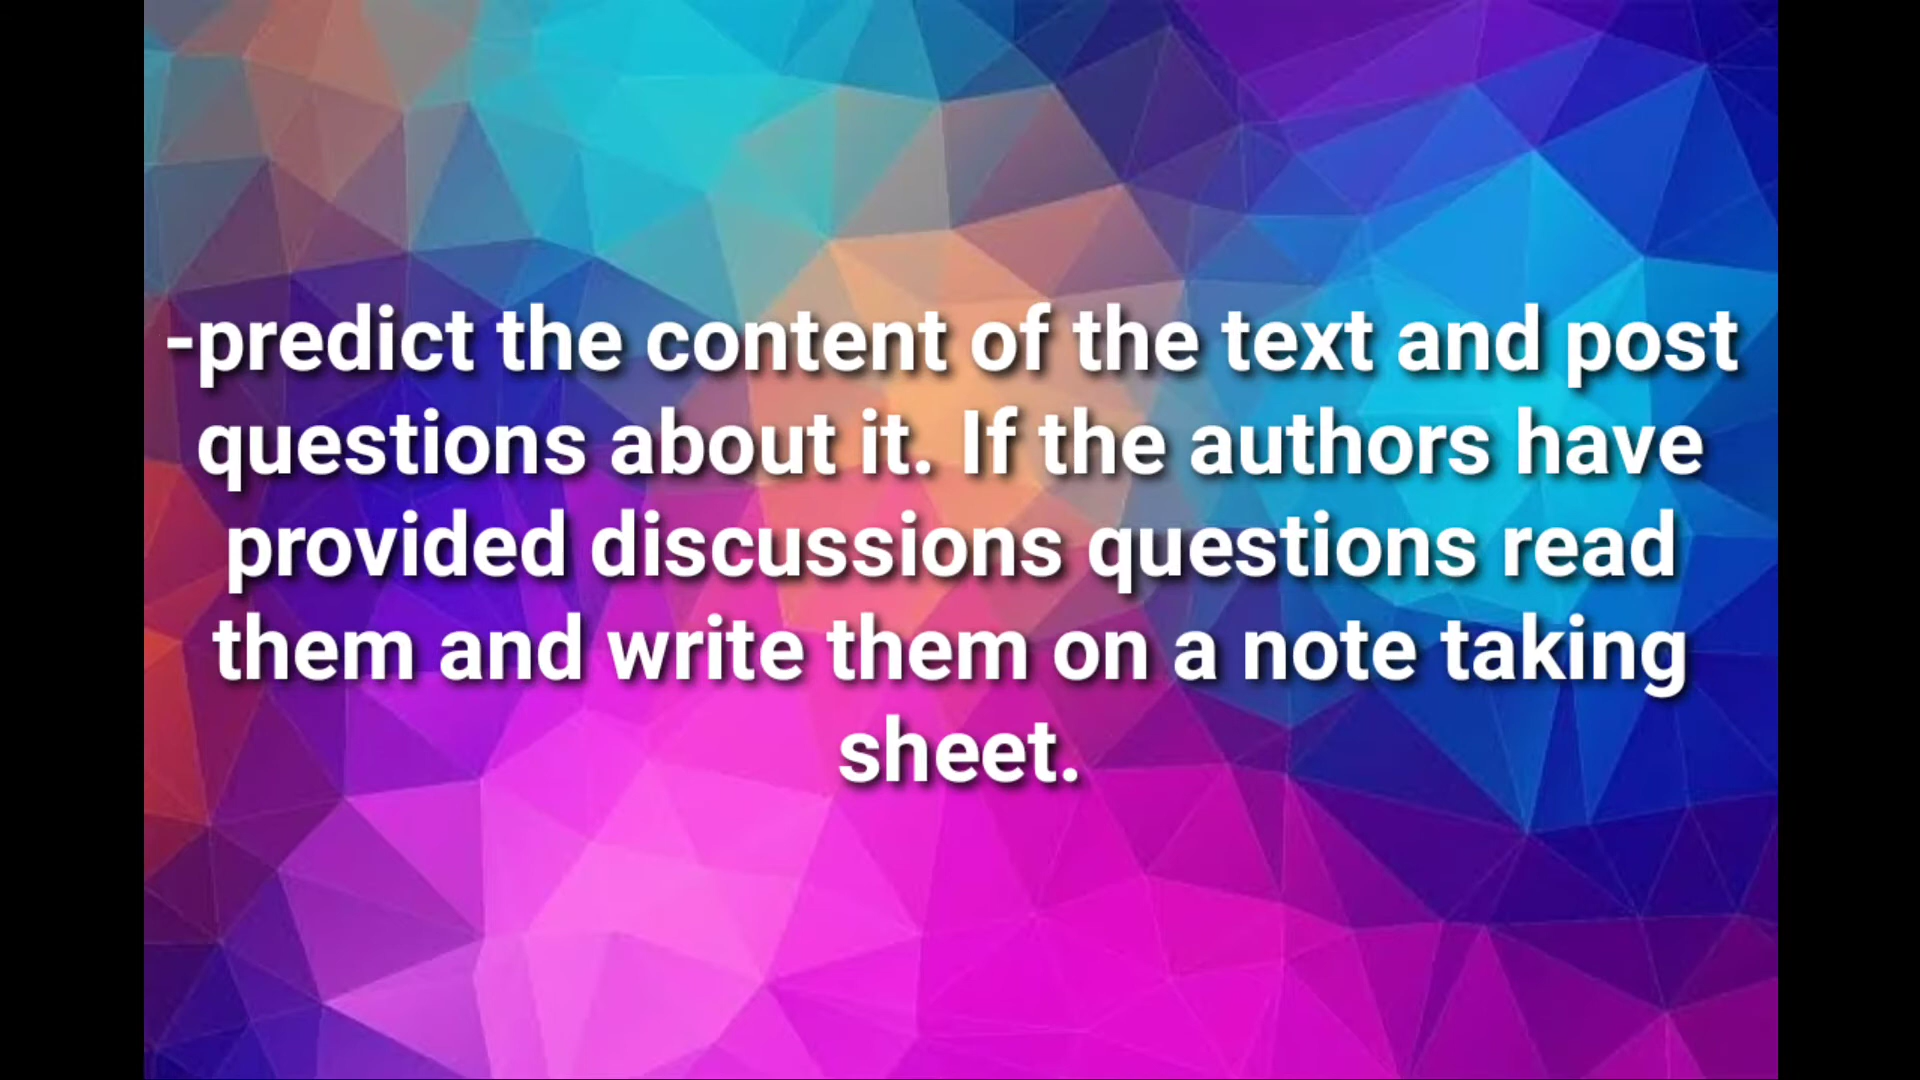 -predict the content of the text and post
questions about it. If the authors have
provided discussions questions read
them and write them on a note taking
sheet.